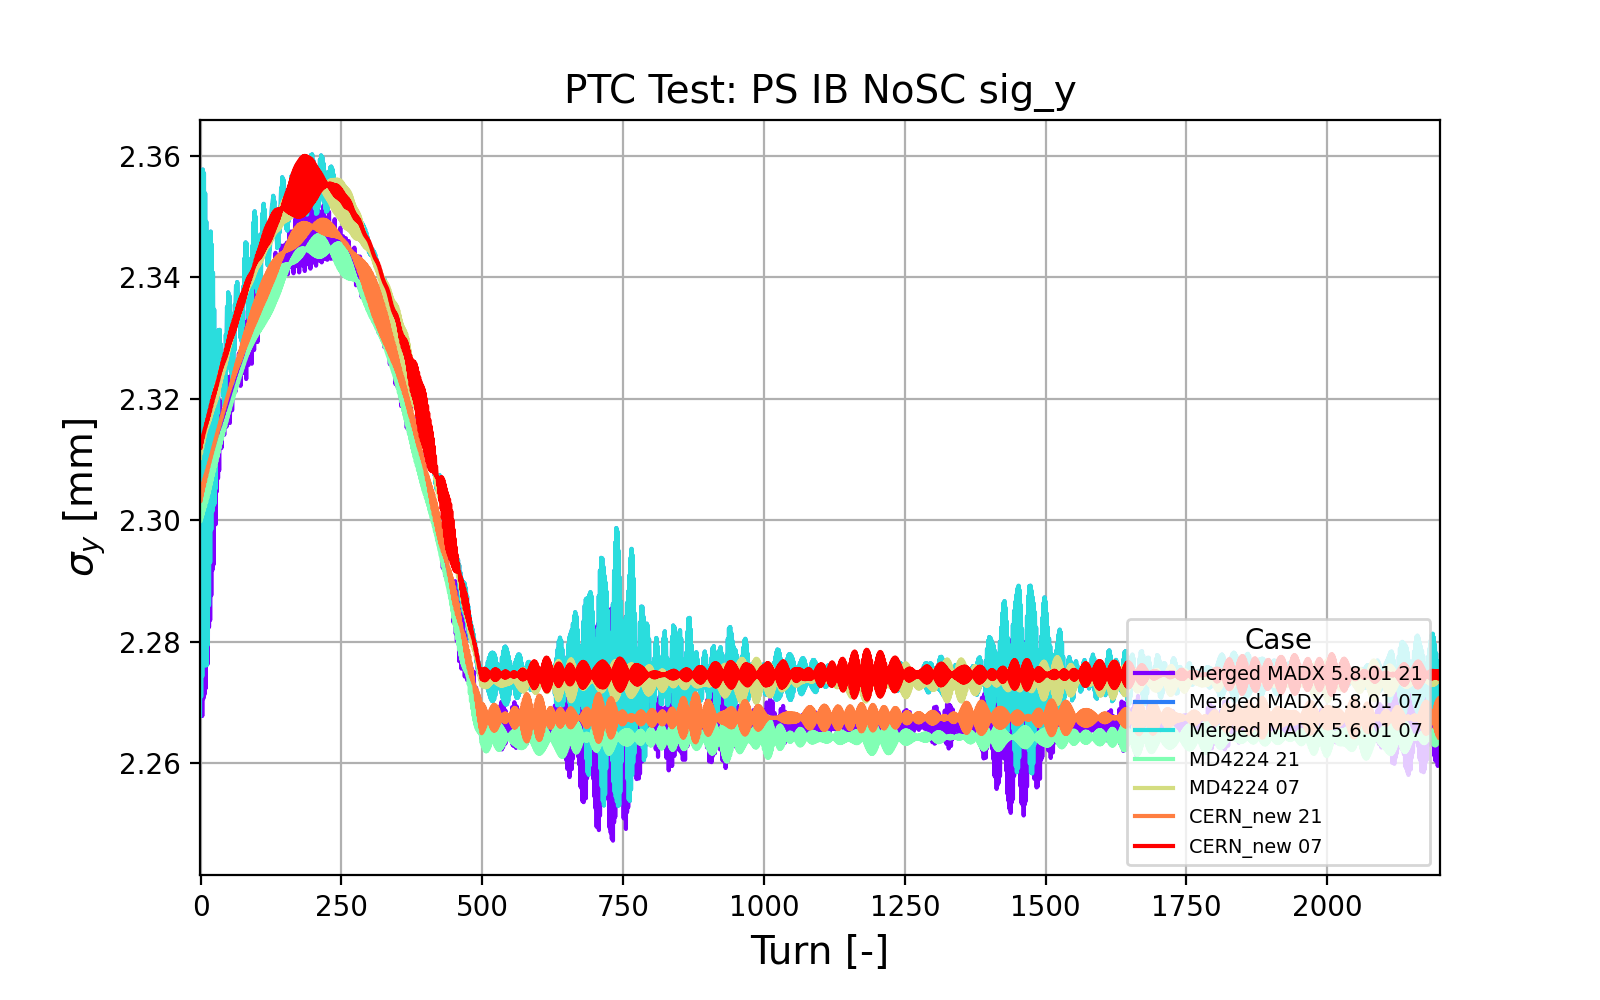 PTC Test: PS IB NoSC sig_y
2.36
2.34
2.32
2.30
2.28
2.26
σy [mm]
0 250 500 750 1000 1250 1500 1750 2000
Turn [-]
Case
Merged MADX 5.8.01 21
Merged MADX 5.8.01 07
Merged MADX 5.6.01 07
MD4224 21
MD4224 07
CERN_new 21
CERN_new 07